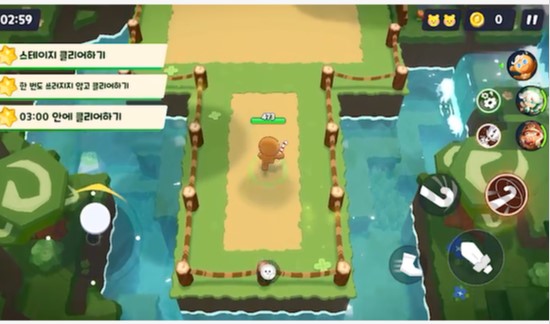 02:59
0
스테이지 클리어하기
한 번도 쓰러지지 않고 클리어하기
03:00 안에 클리어하기
473